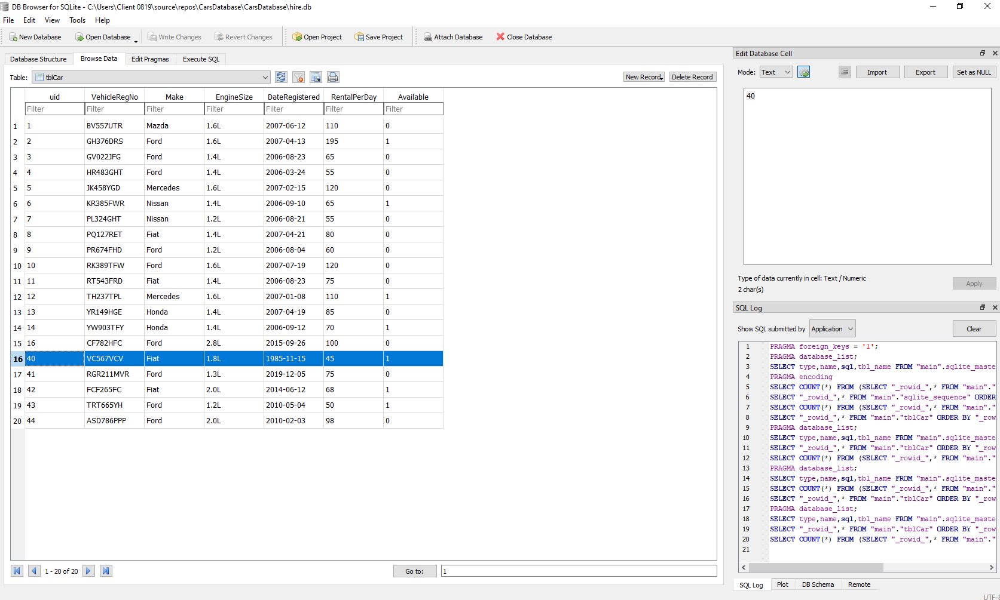 DB Browser for SQLite - C:\Users\Client 0819\source\repos\CarsDatabase\CarsDatabase\hire.db
File Edit View Tools Help
New Database Open Database Write Changes Revert Changes Open Project Save Project Attach Database Close Database
Database Structure Browse Data Edit Pragmas Execute SQL
Table: tblCar New Record Delete Record
uid VehicleRegNo Make EngineSize DateRegistered RentalPerDay Available
Filter Filter Filter Filter Filter Filter Filter
1 1 BV557UTR Mazda 1.6L 2007-06-12 110 0
2 2 GH376DRS Ford 1.6L 2007-04-13 195 1
3 3 GV022JFG Ford 1.4L 2006-08-23 65 0
4 4 HR483GHT Ford 1.4L 2006-03-24 55 0
5 5 JK458YGD Mercedes 1.6L 2007-02-15 120 0
6 6 KR385FWR Nissan 1.4L 2006-09-10 65 1
7 7 PL324GHT Nissan 1.2L 2006-08-21 55 0
8 8 PQ127RET Fiat 1.4L 2007-04-21 80 0
9 9 PR674FHD Ford 1.2L 2006-08-04 60 0
10 10 RK389TFW Ford 1.6L 2007-07-19 120 0
11 11 RT543FRD Fiat 1.4L 2006-08-23 75 0
12 12 TH237TPL Mercedes 1.6L 2007-01-08 110 1
13 13 YR149HGE Honda 1.4L 2007-04-19 85 0
14 14 YW903TFY Honda 1.4L 2006-09-12 70 1
15 16 CF782HFC Ford 2.8L 2015-09-26 100 0
16 40 VC567VCV Fiat 1.8L 1985-11-15 45 1
17 41 RGR211MVR Ford 1.3L 2019-12-05 75 0
18 42 FCF265FC Fiat 2.0L 2014-06-12 68 1
19 43 TRT665YH Ford 1.2L 2010-05-04 50 1
20 44 ASD786PPP Ford 2.0L 2010-02-03 98 0
1 - 20 of 20 Go to: 1
Edit Database Cell
Mode: Text Import Export Set as NULL
40
Type of data currently in cell: Text / Numeric
2 char(s)
Apply
SQL Log
Show SQL submitted by Application Clear
1 PRAGMA foreign_keys = '1';
2 PRAGMA database_list;
3 SELECT type,name,sql,tbl_name FROM "main".sqlite_maste
4 PRAGMA encoding
5 SELECT COUNT(*) FROM (SELECT "_rowid_",* FROM "main"."
6 SELECT "_rowid_",* FROM "main"."sqlite_sequence" ORDER
7 SELECT COUNT(*) FROM (SELECT "_rowid_",* FROM "main"."
8 SELECT "_rowid_",* FROM "main"."tblCar" ORDER BY "_row
9 PRAGMA database_list;
10 SELECT type,name,sql,tbl_name FROM "main".sqlite_maste
11 SELECT "_rowid_",* FROM "main"."tblCar" ORDER BY "_row
12 SELECT COUNT(*) FROM (SELECT "_rowid_",* FROM "main"."
13 PRAGMA database_list;
14 SELECT type,name,sql,tbl_name FROM "main".sqlite_maste
15 SELECT COUNT(*) FROM (SELECT "_rowid_",* FROM "main"."
16 SELECT "_rowid_",* FROM "main"."tblCar" ORDER BY "_row
17 PRAGMA database_list;
18 SELECT type,name,sql,tbl_name FROM "main".sqlite_maste
19 SELECT "_rowid_",* FROM "main"."tblCar" ORDER BY "_row
20 SELECT COUNT(*) FROM (SELECT "_rowid_",* FROM "main"."
21
SQL Log Plot DB Schema Remote
UTF-8